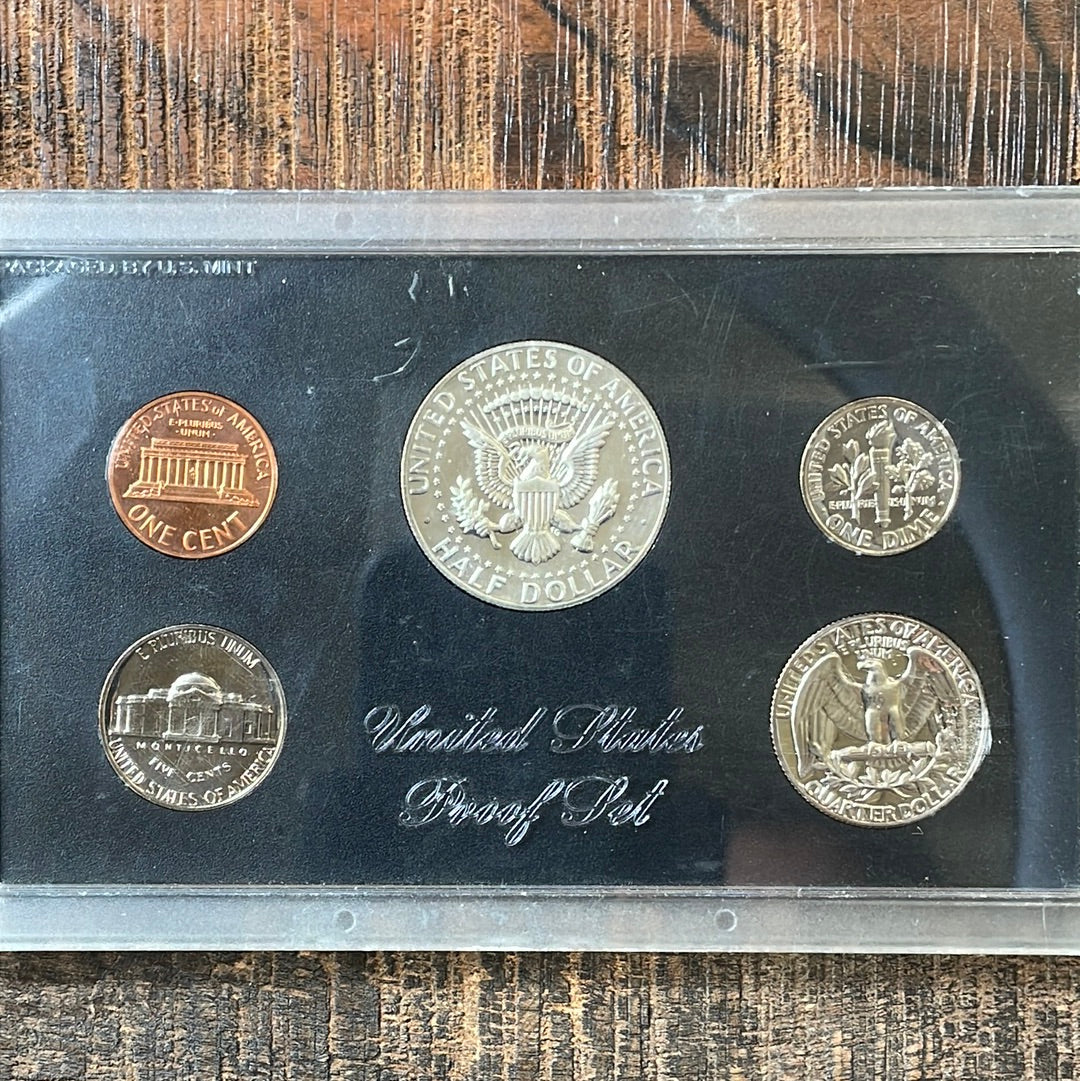 PACKAGED BY U.S. MINT
UNITED STATES of AMERICA
E·PLURIBUS
·UNUM·
ONE CENT
UNITED STATES OF AMERICA
E PLURIBUS UNUM
HALF DOLLAR
UNITED STATES OF AMERICA
E PLURIBUS UNUM
ONE DIME
E PLURIBUS UNUM
MONTICELLO
FIVE CENTS
UNITED STATES OF AMERICA
United States
Proof Set
UNITED STATES OF AMERICA
E PLURIBUS
UNUM
QUARTER DOLLAR